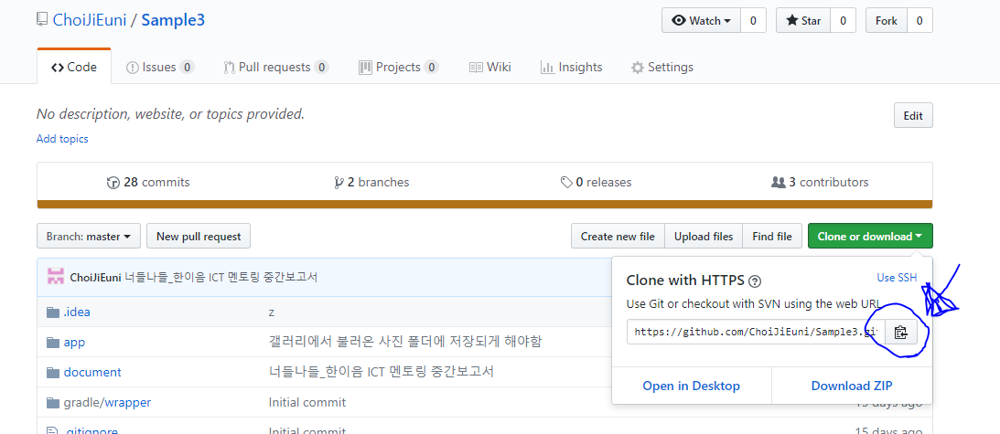 ChoiJiEuni / Sample3
Watch 0 Star 0 Fork 0
Code Issues 0 Pull requests 0 Projects 0 Wiki Insights Settings
No description, website, or topics provided.
Edit
Add topics
28 commits 2 branches 0 releases 3 contributors
Branch: master New pull request Create new file Upload files Find file Clone or download
ChoiJiEuni 너들나들_한이음 ICT 멘토링 중간보고서
Clone with HTTPS Use SSH
Use Git or checkout with SVN using the web URL
https://github.com/ChoiJiEuni/Sample3.gi
Open in Desktop Download ZIP
.idea z
app 갤러리에서 불러온 사진 폴더에 저장되게 해야함
document 너들나들_한이음 ICT 멘토링 중간보고서
gradle/wrapper Initial commit 15 days ago
.gitignore Initial commit 15 days ago